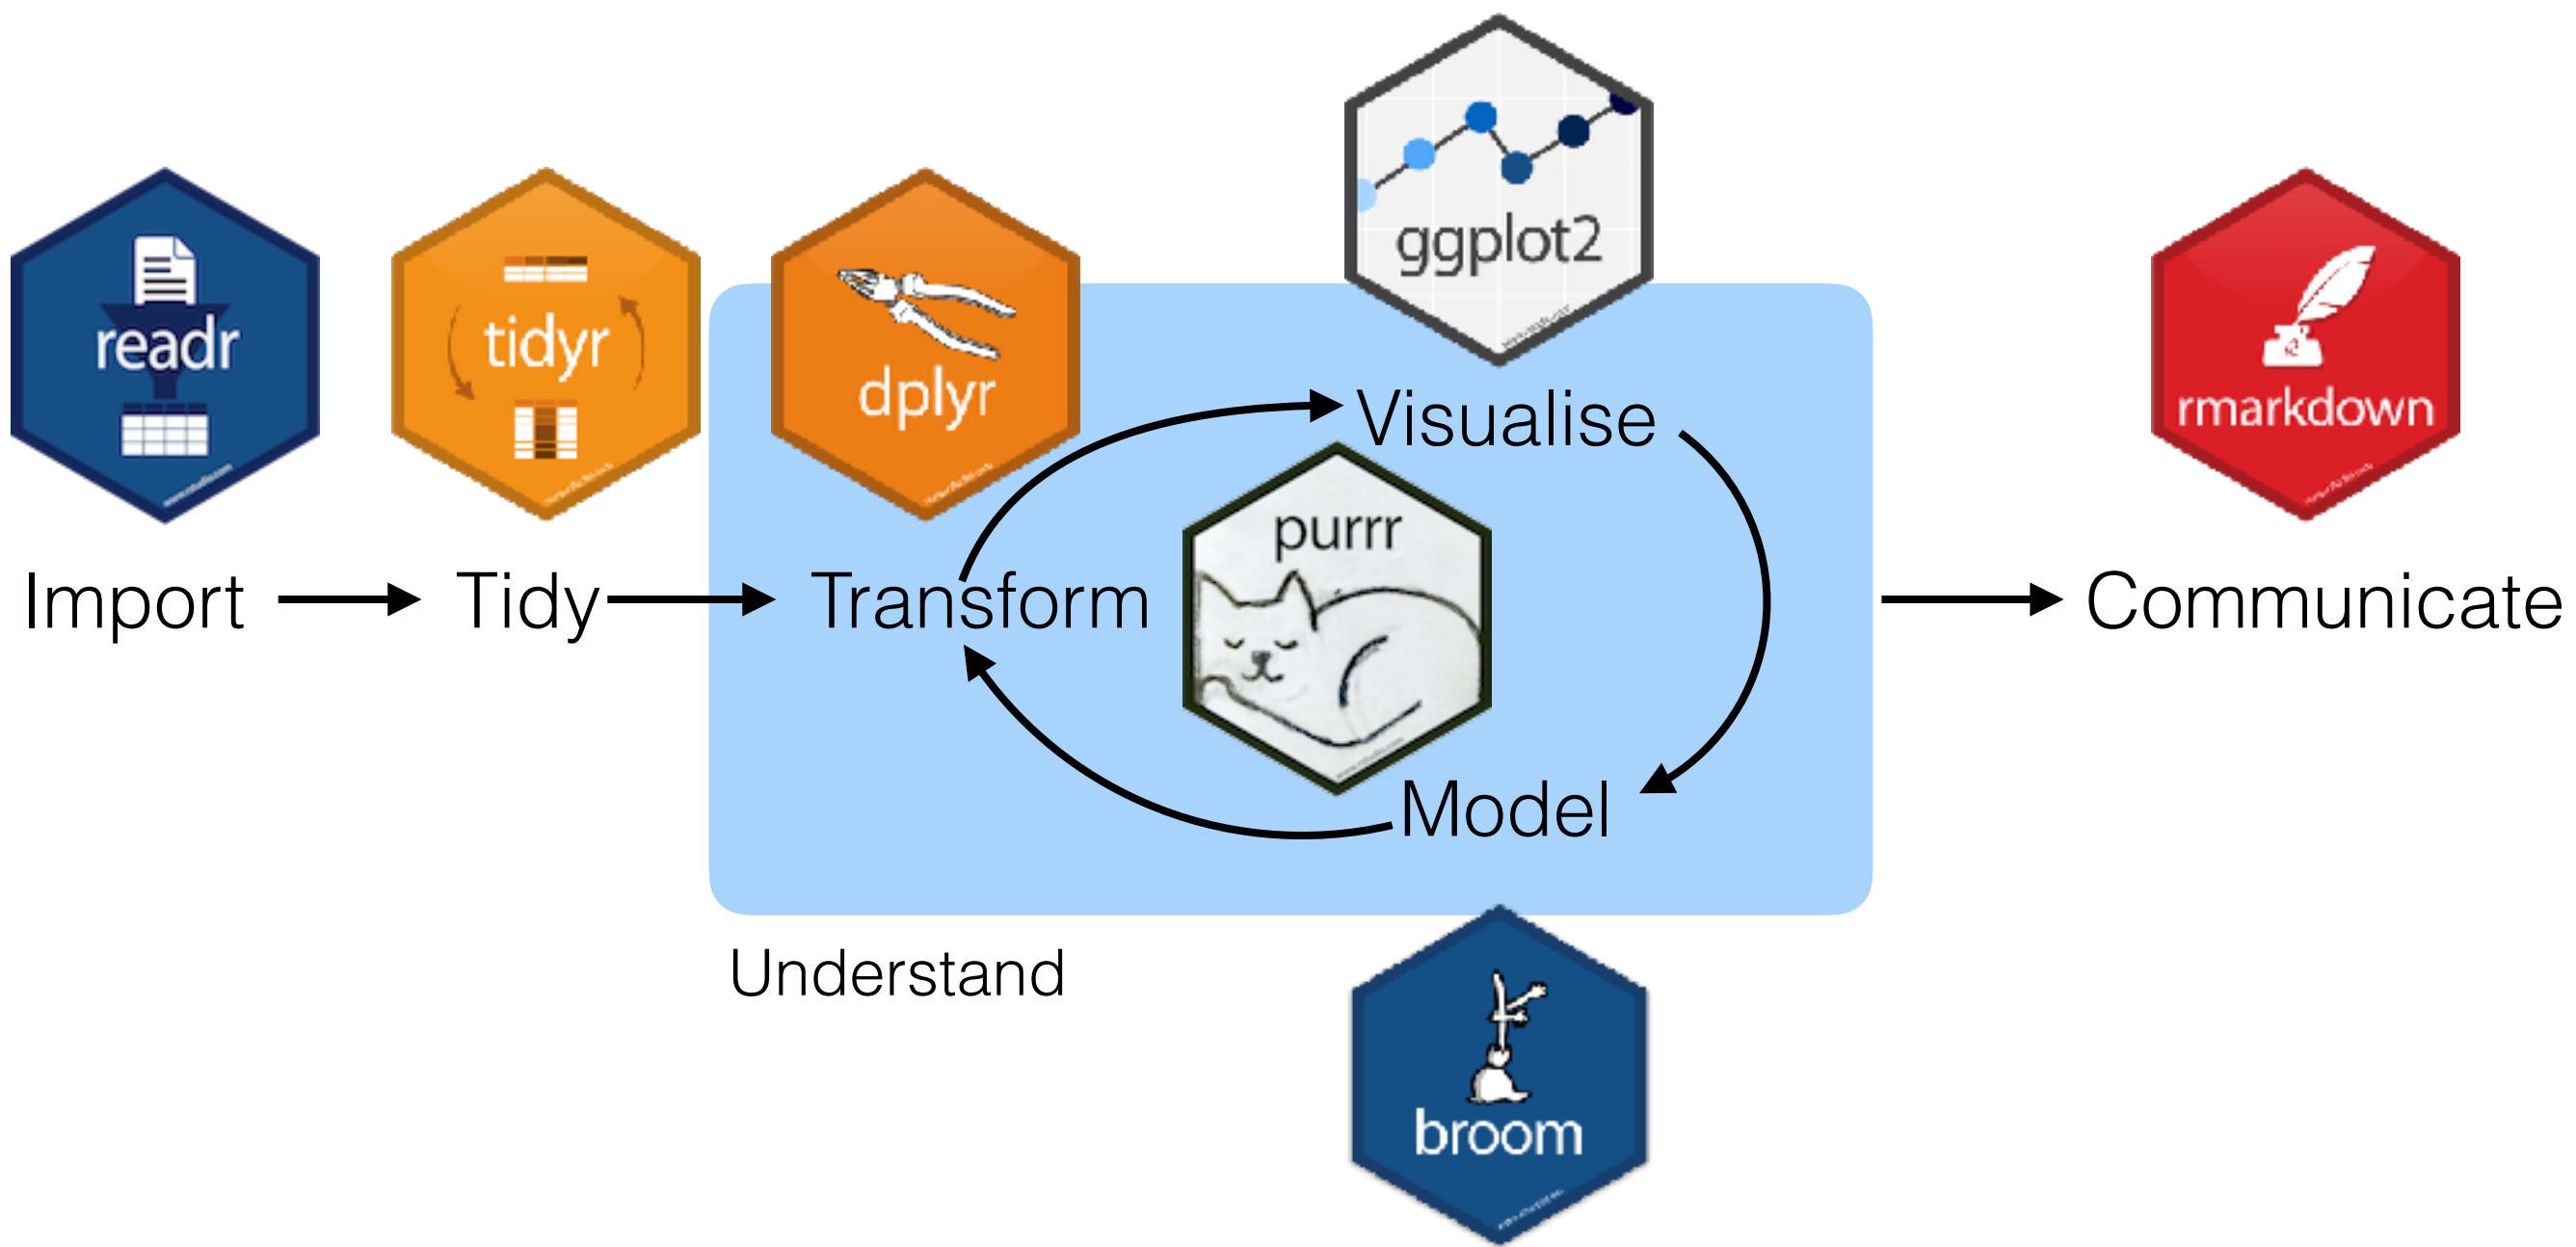 ggplot2
readr
tidyr
dplyr
rmarkdown
Visualise
purrr
Import
Tidy
Transform
Communicate
Model
Understand
broom